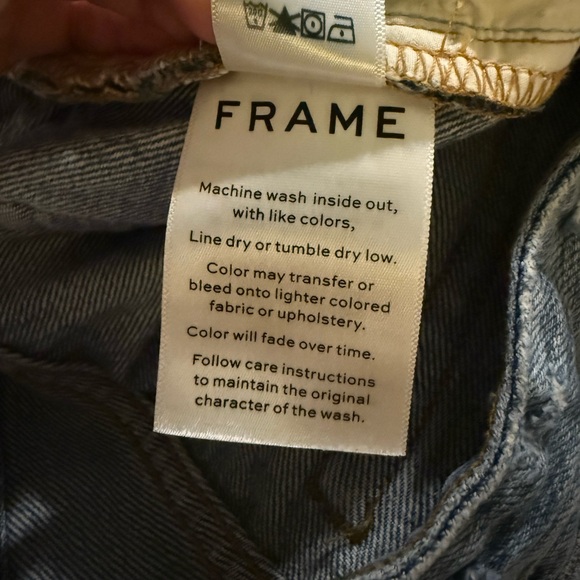 FRAME
Machine wash inside out,
with like colors,
Line dry or tumble dry low.
Color may transfer or
bleed onto lighter colored
fabric or upholstery.
Color will fade over time.
Follow care instructions
to maintain the original
character of the wash.